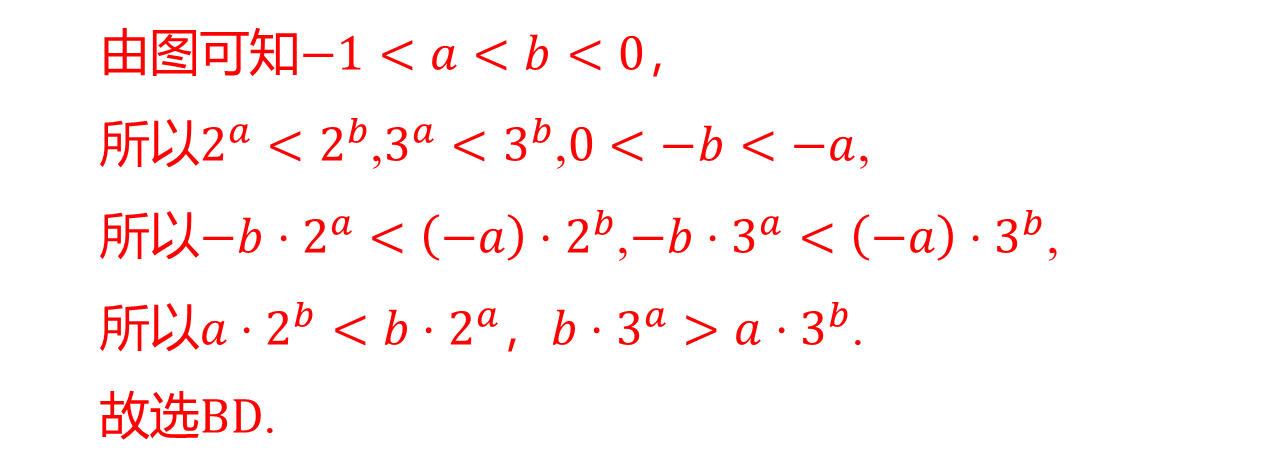 由图可知−1 < a < b < 0，
所以2^a < 2^b,3^a < 3^b,0 < −b < −a,
所以−b · 2^a < (−a) · 2^b,−b · 3^a < (−a) · 3^b,
所以a · 2^b < b · 2^a，b · 3^a > a · 3^b.
故选BD.